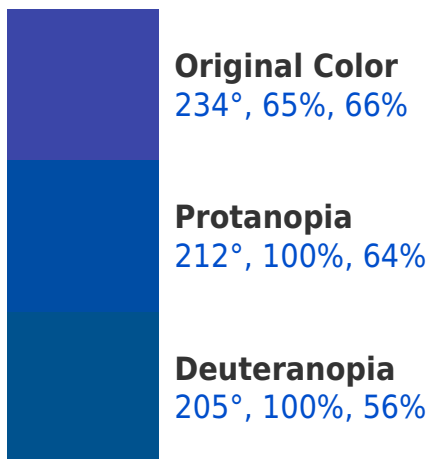 Original Color
234°, 65%, 66%
Protanopia
212°, 100%, 64%
Deuteranopia
205°, 100%, 56%